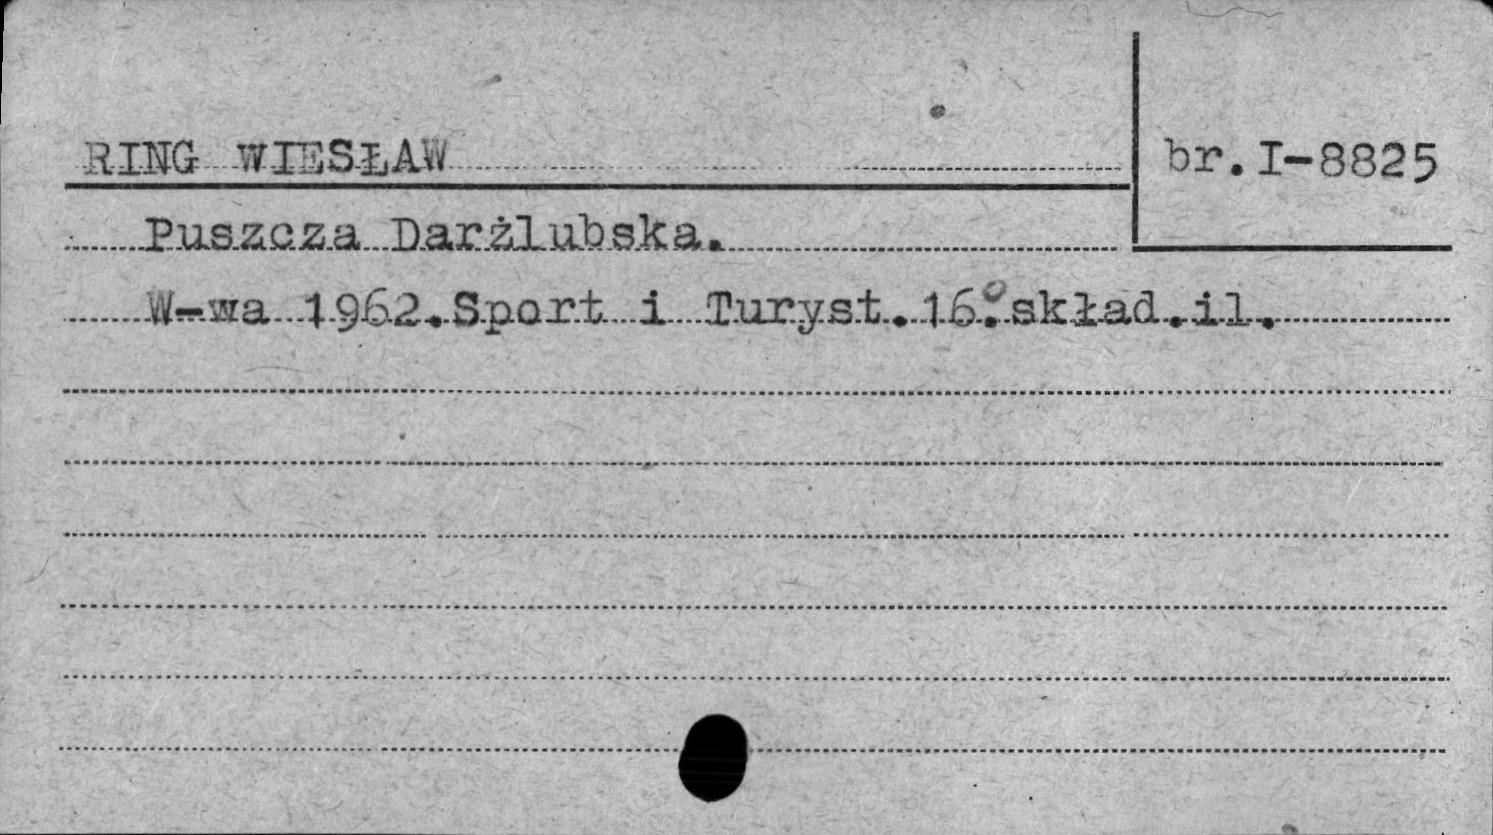 RING WIESŁAW
br.I-8825
Puszcza Darżlubska.
W-wa 1962.Sport i Turyst.16°.skład.il.